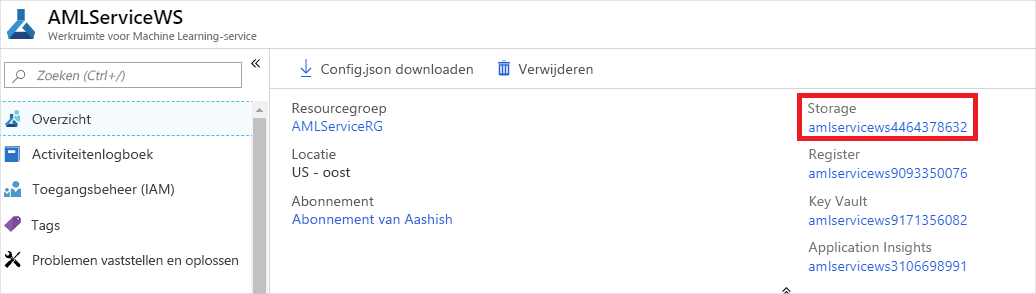 AMLServiceWS
Werkruimte voor Machine Learning-service
Zoeken (Ctrl+/)
«
Overzicht
Activiteitenlogboek
Toegangsbeheer (IAM)
Tags
Problemen vaststellen en oplossen
Config.json downloaden
Verwijderen
Resourcegroep
AMLServiceRG
Locatie
US - oost
Abonnement
Abonnement van Aashish
Storage
amlservicews4464378632
Register
amlservicews9093350076
Key Vault
amlservicews9171356082
Application Insights
amlservicews3106698991